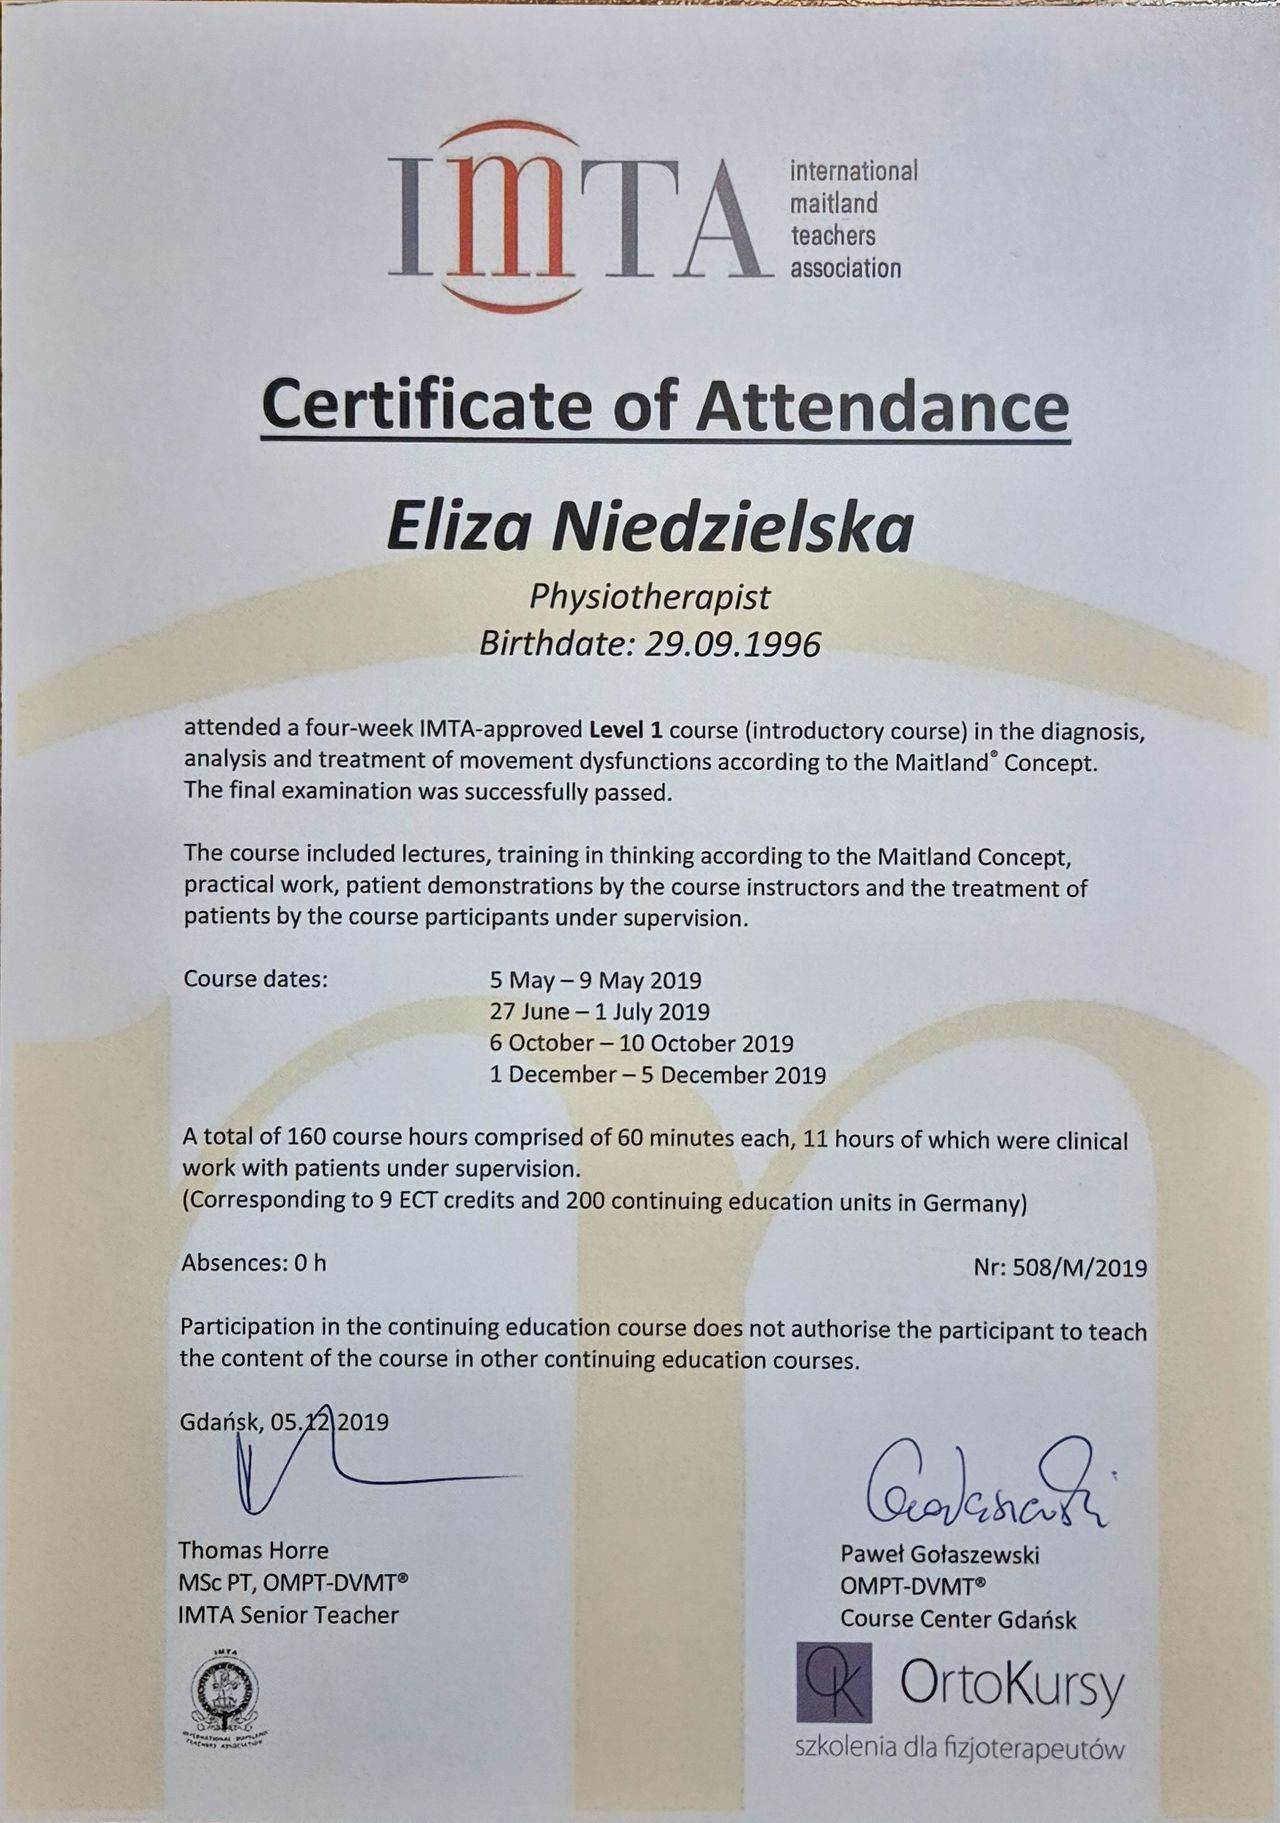 IMTA
international
maitland
teachers
association
Certificate of Attendance
Eliza Niedzielska
Physiotherapist
Birthdate: 29.09.1996
attended a four-week IMTA-approved Level 1 course (introductory course) in the diagnosis,
analysis and treatment of movement dysfunctions according to the Maitland® Concept.
The final examination was successfully passed.
The course included lectures, training in thinking according to the Maitland Concept,
practical work, patient demonstrations by the course instructors and the treatment of
patients by the course participants under supervision.
Course dates: 5 May – 9 May 2019
27 June – 1 July 2019
6 October – 10 October 2019
1 December – 5 December 2019
A total of 160 course hours comprised of 60 minutes each, 11 hours of which were clinical
work with patients under supervision.
(Corresponding to 9 ECT credits and 200 continuing education units in Germany)
Absences: 0 h Nr: 508/M/2019
Participation in the continuing education course does not authorise the participant to teach
the content of the course in other continuing education courses.
Gdańsk, 05.12.2019
Thomas Horre
MSc PT, OMPT-DVMT®
IMTA Senior Teacher
Paweł Gołaszewski
OMPT-DVMT®
Course Center Gdańsk
IMTA
INTERNATIONAL MAITLAND
TEACHERS ASSOCIATION
OK OrtoKursy
szkolenia dla fizjoterapeutów